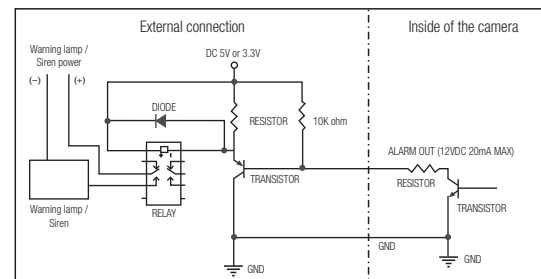 External connection
Inside of the camera
Warning lamp /
Siren power
(−)
(+)
DC 5V or 3.3V
DIODE
RESISTOR
10K ohm
ALARM OUT (12VDC 20mA MAX)
RESISTOR
TRANSISTOR
TRANSISTOR
+
RELAY
Warning lamp /
Siren
GND
GND
GND